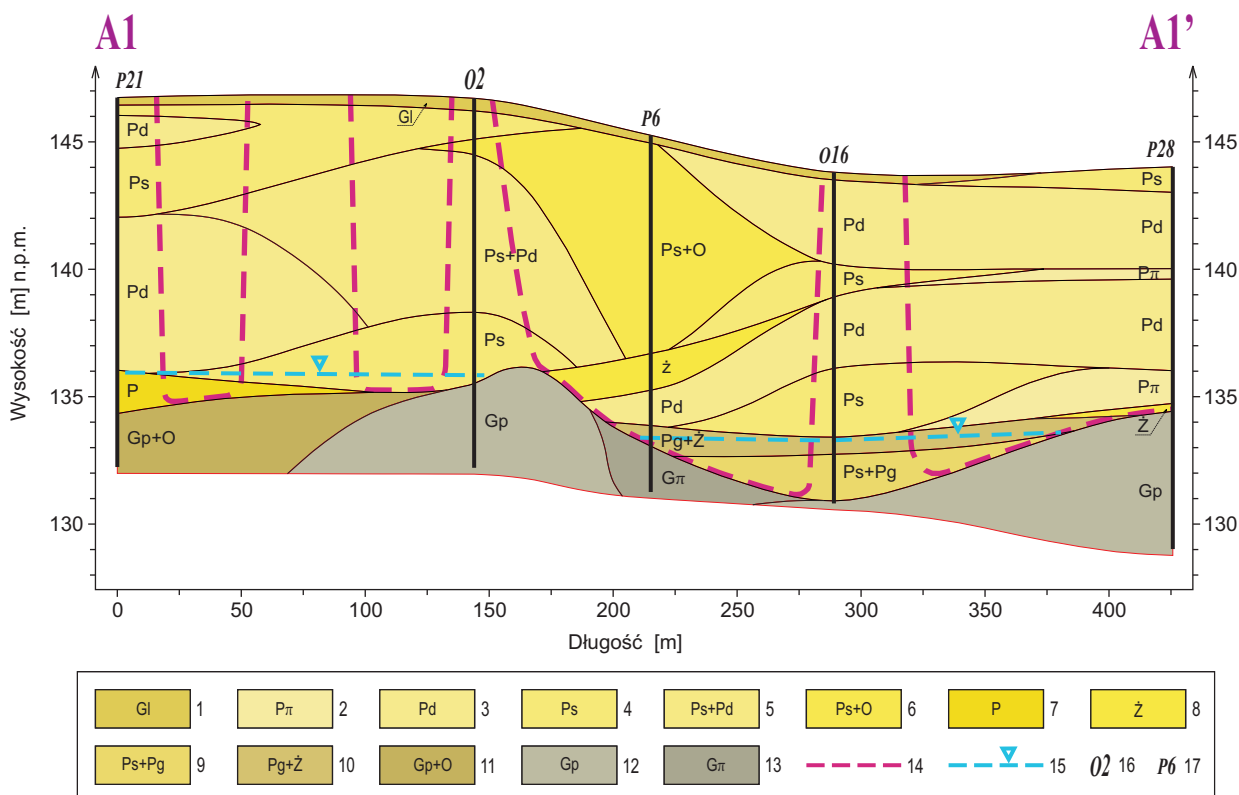 A1 A1’
P21 O2 P6 O16 P28
Gl
145 145
Pd Ps
Ps Pd
Ps+Pd Ps+O Pd
140 140
Pd Ps Pπ
Ps Pd Pd
Ż
P Pd Ps Pπ
135 135
Gp+O Gp Pg+Ż Ż
Gπ Ps+Pg Gp
130 130
Wysokość [m] n.p.m.
0 50 100 150 200 250 300 350 400
Długość [m]
Gl 1 Pπ 2 Pd 3 Ps 4 Ps+Pd 5 Ps+O 6 P 7 Ż 8
Ps+Pg 9 Pg+Ż 10 Gp+O 11 Gp 12 Gπ 13 14 15 O2 16 P6 17